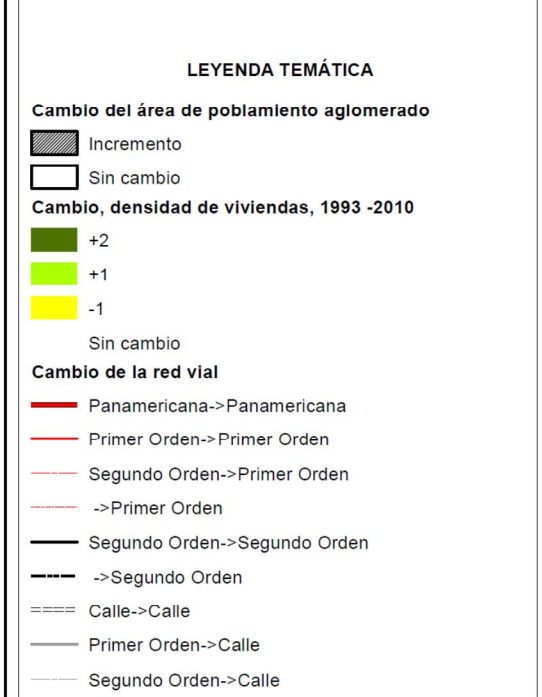 LEYENDA TEMÁTICA
Cambio del área de poblamiento aglomerado
Incremento
Sin cambio
Cambio, densidad de viviendas, 1993 -2010
+2
+1
-1
Sin cambio
Cambio de la red vial
Panamericana->Panamericana
Primer Orden->Primer Orden
Segundo Orden->Primer Orden
->Primer Orden
Segundo Orden->Segundo Orden
->Segundo Orden
Calle->Calle
Primer Orden->Calle
Segundo Orden->Calle